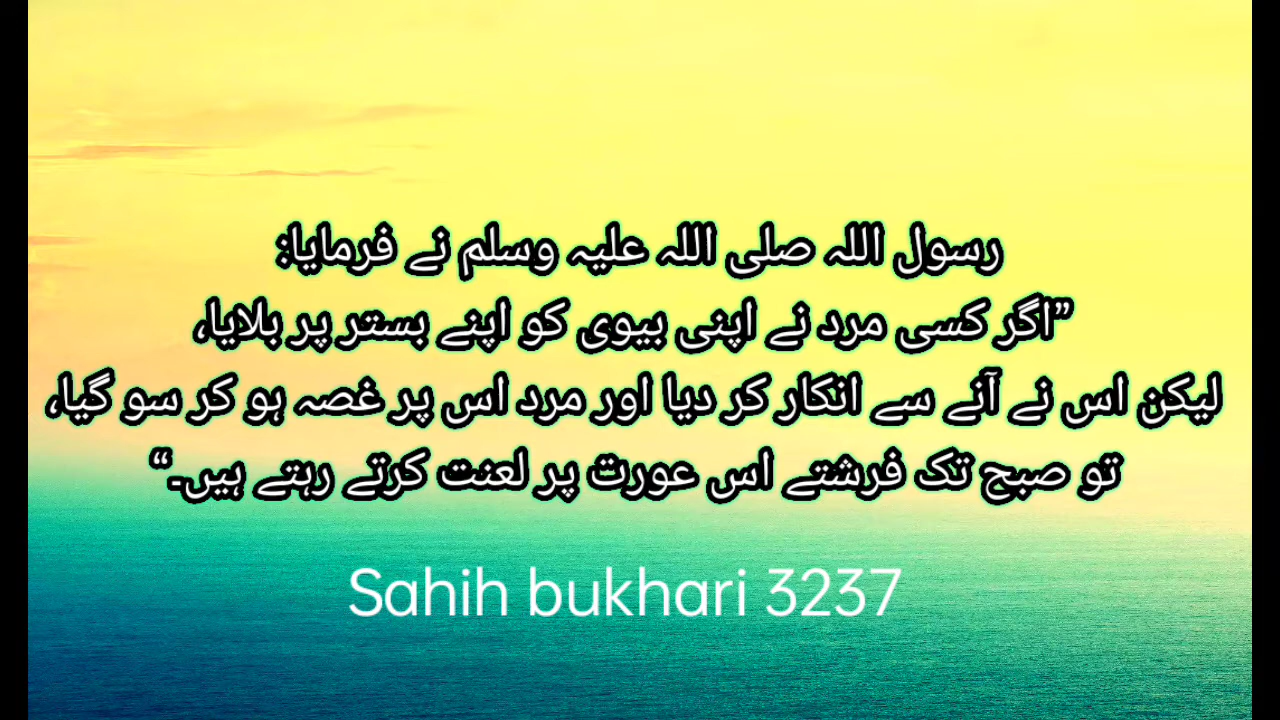 رسول اللہ صلی اللہ علیہ وسلم نے فرمایا:
”اگر کسی مرد نے اپنی بیوی کو اپنے بستر پر بلایا،
لیکن اس نے آنے سے انکار کر دیا اور مرد اس پر غصہ ہو کر سو گیا،
تو صبح تک فرشتے اس عورت پر لعنت کرتے رہتے ہیں۔“
Sahih bukhari 3237